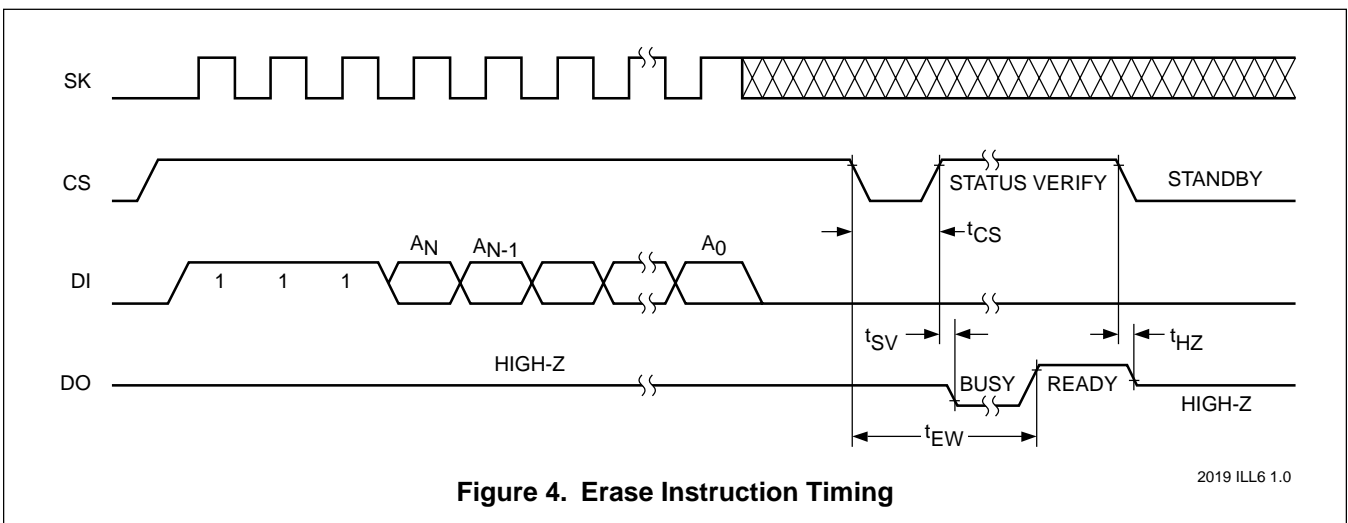 SK
CS
STATUS VERIFY
STANDBY
tCS
AN
AN-1
A0
DI
1 1 1
tSV
tHZ
HIGH-Z
DO
BUSY
READY
HIGH-Z
tEW
2019 ILL6 1.0
Figure 4. Erase Instruction Timing